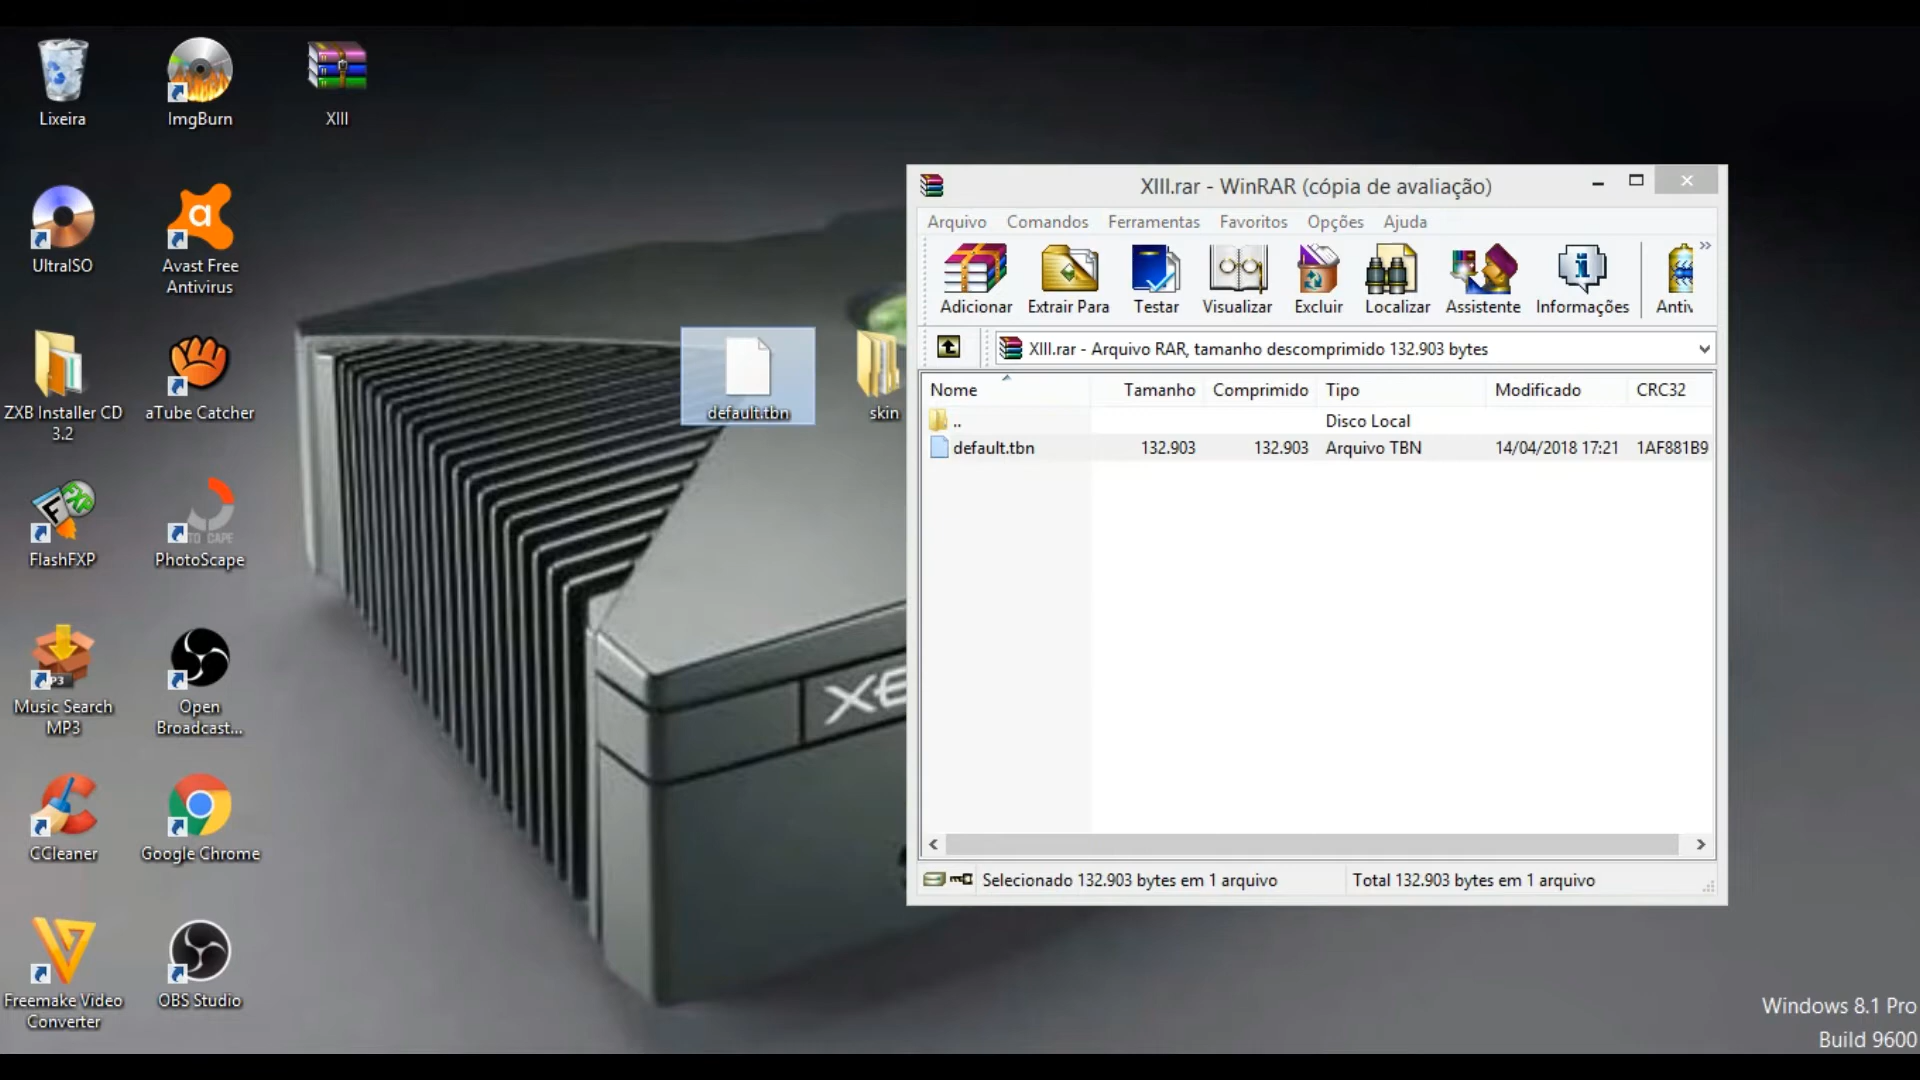 Lixeira
ImgBurn
XIII
UltraISO
Avast Free
Antivirus
ZXB Installer CD
3.2
aTube Catcher
default.tbn
skin
FlashFXP
PhotoScape
Music Search
MP3
Open
Broadcast...
CCleaner
Google Chrome
Freemake Video
Converter
OBS Studio
XIII.rar - WinRAR (cópia de avaliação)
Arquivo Comandos Ferramentas Favoritos Opções Ajuda
Adicionar Extrair Para Testar Visualizar Excluir Localizar Assistente Informações Antiv
XIII.rar - Arquivo RAR, tamanho descomprimido 132.903 bytes
Nome Tamanho Comprimido Tipo Modificado CRC32
.. Disco Local
default.tbn 132.903 132.903 Arquivo TBN 14/04/2018 17:21 1AF881B9
Selecionado 132.903 bytes em 1 arquivo Total 132.903 bytes em 1 arquivo
Windows 8.1 Pro
Build 9600